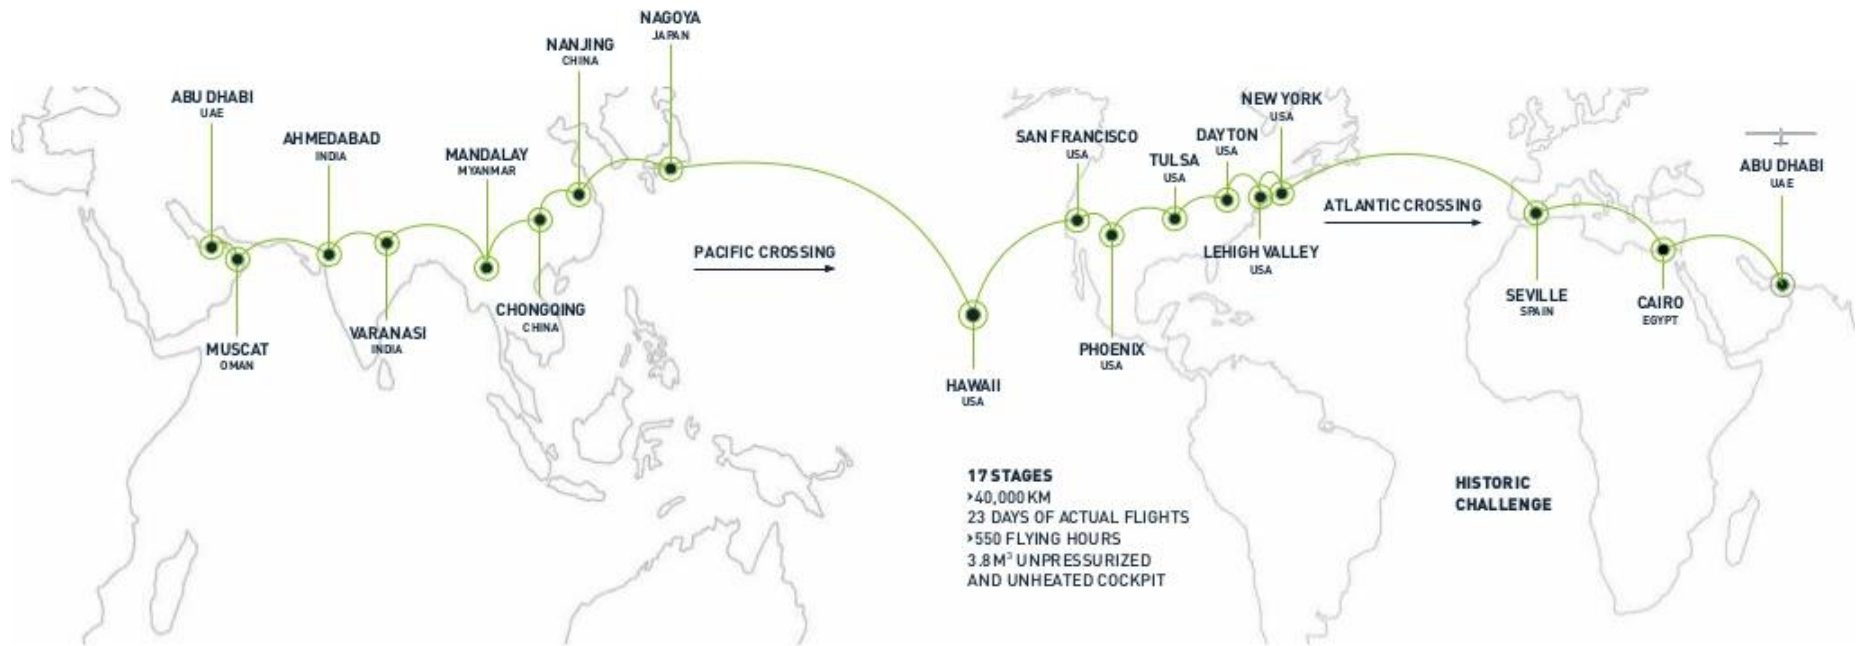 ABU DHABI
UAE
MUSCAT
OMAN
AHMEDABAD
INDIA
VARANASI
INDIA
MANDALAY
MYANMAR
CHONGQING
CHINA
NANJING
CHINA
NAGOYA
JAPAN
PACIFIC CROSSING
HAWAII
USA
SAN FRANCISCO
USA
PHOENIX
USA
TULSA
USA
DAYTON
USA
LEHIGH VALLEY
USA
NEW YORK
USA
ATLANTIC CROSSING
SEVILLE
SPAIN
CAIRO
EGYPT
ABU DHABI
UAE
17 STAGES
>40,000 KM
23 DAYS OF ACTUAL FLIGHTS
>550 FLYING HOURS
3.8M³ UNPRESSURIZED
AND UNHEATED COCKPIT
HISTORIC
CHALLENGE